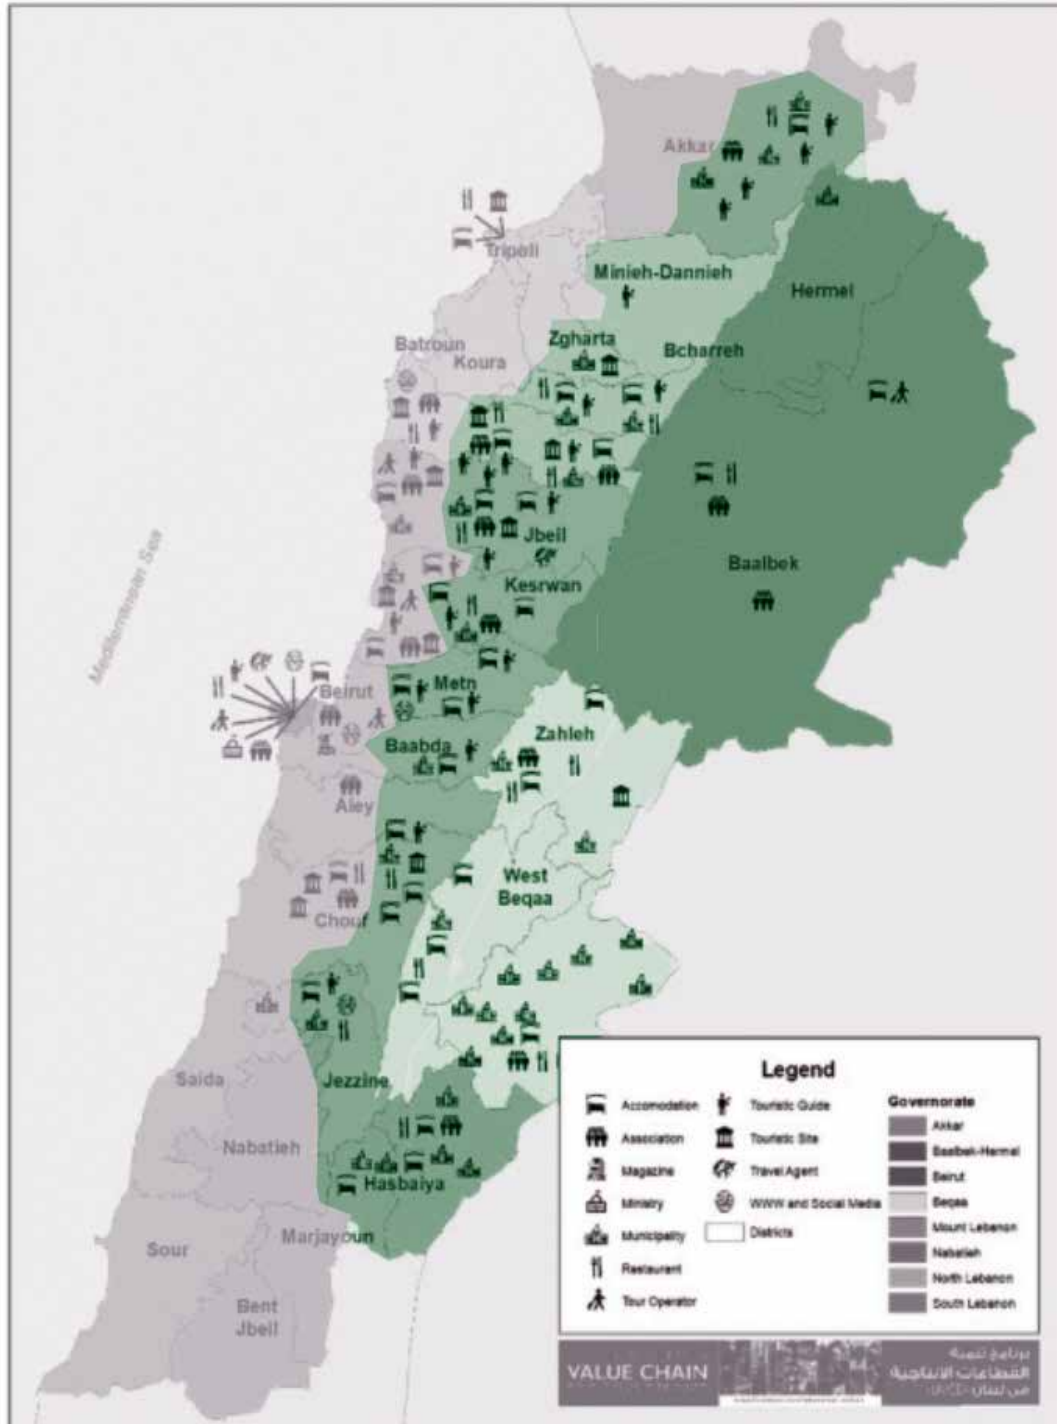 Akkar
Tripoli
Minieh-Dannieh
Hermel
Batroun
Koura
Zgharta
Bcharreh
Mediterranean Sea
Jbeil
Baalbek
Kesrwan
Beirut
Metn
Baabda
Zahleh
Aley
West
Beqaa
Chouf
Saida
Jezzine
Nabatieh
Hasbaiya
Marjayoun
Sour
Bent
Jbeil
Legend
Accomodation
Association
Magazine
Ministry
Municipality
Restaurant
Tour Operator
Touristic Guide
Touristic Site
Travel Agent
WWW and Social Media
Districts
Governorate
Akkar
Baalbek-Hermel
Beirut
Beqaa
Mount Lebanon
Nabatieh
North Lebanon
South Lebanon
VALUE CHAIN
برنامج تنمية
القطاعات الانتاجية
في لبنان